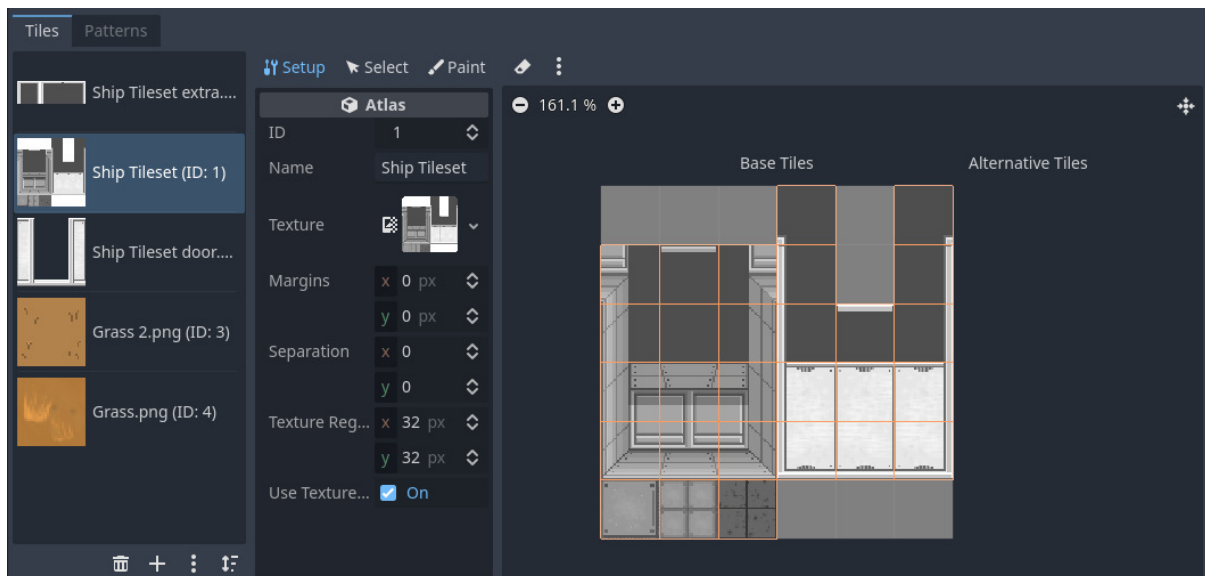 Tiles Patterns
Setup Select Paint
Ship Tileset extra....
Atlas
161.1 %
ID 1
Ship Tileset (ID: 1)
Name Ship Tileset
Base Tiles Alternative Tiles
Texture
Ship Tileset door....
Margins x 0 px
y 0 px
Grass 2.png (ID: 3)
Separation x 0
y 0
Grass.png (ID: 4)
Texture Reg... x 32 px
y 32 px
Use Texture... On